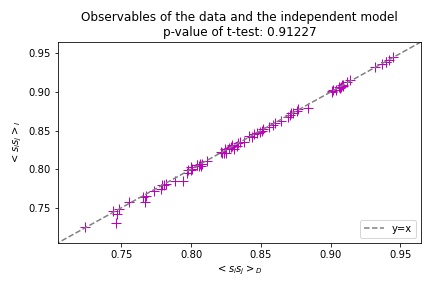 Observables of the data and the independent model
p-value of t-test: 0.91227
0.95
0.90
0.85
0.80
0.75
< s_i s_j >_I
y=x
0.75 0.80 0.85 0.90 0.95
< s_i s_j >_D